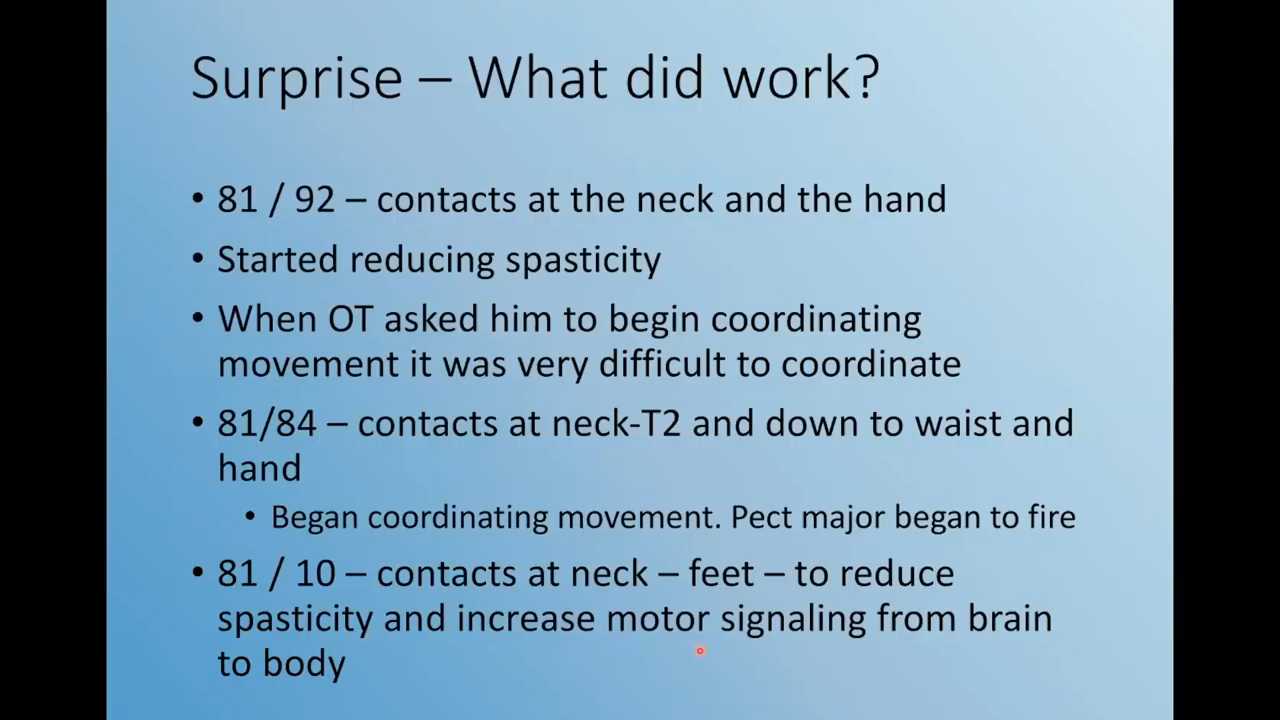 Surprise – What did work?
• 81 / 92 – contacts at the neck and the hand
• Started reducing spasticity
• When OT asked him to begin coordinating
movement it was very difficult to coordinate
• 81/84 – contacts at neck-T2 and down to waist and
hand
• Began coordinating movement. Pect major began to fire
• 81 / 10 – contacts at neck – feet – to reduce
spasticity and increase motor signaling from brain
to body